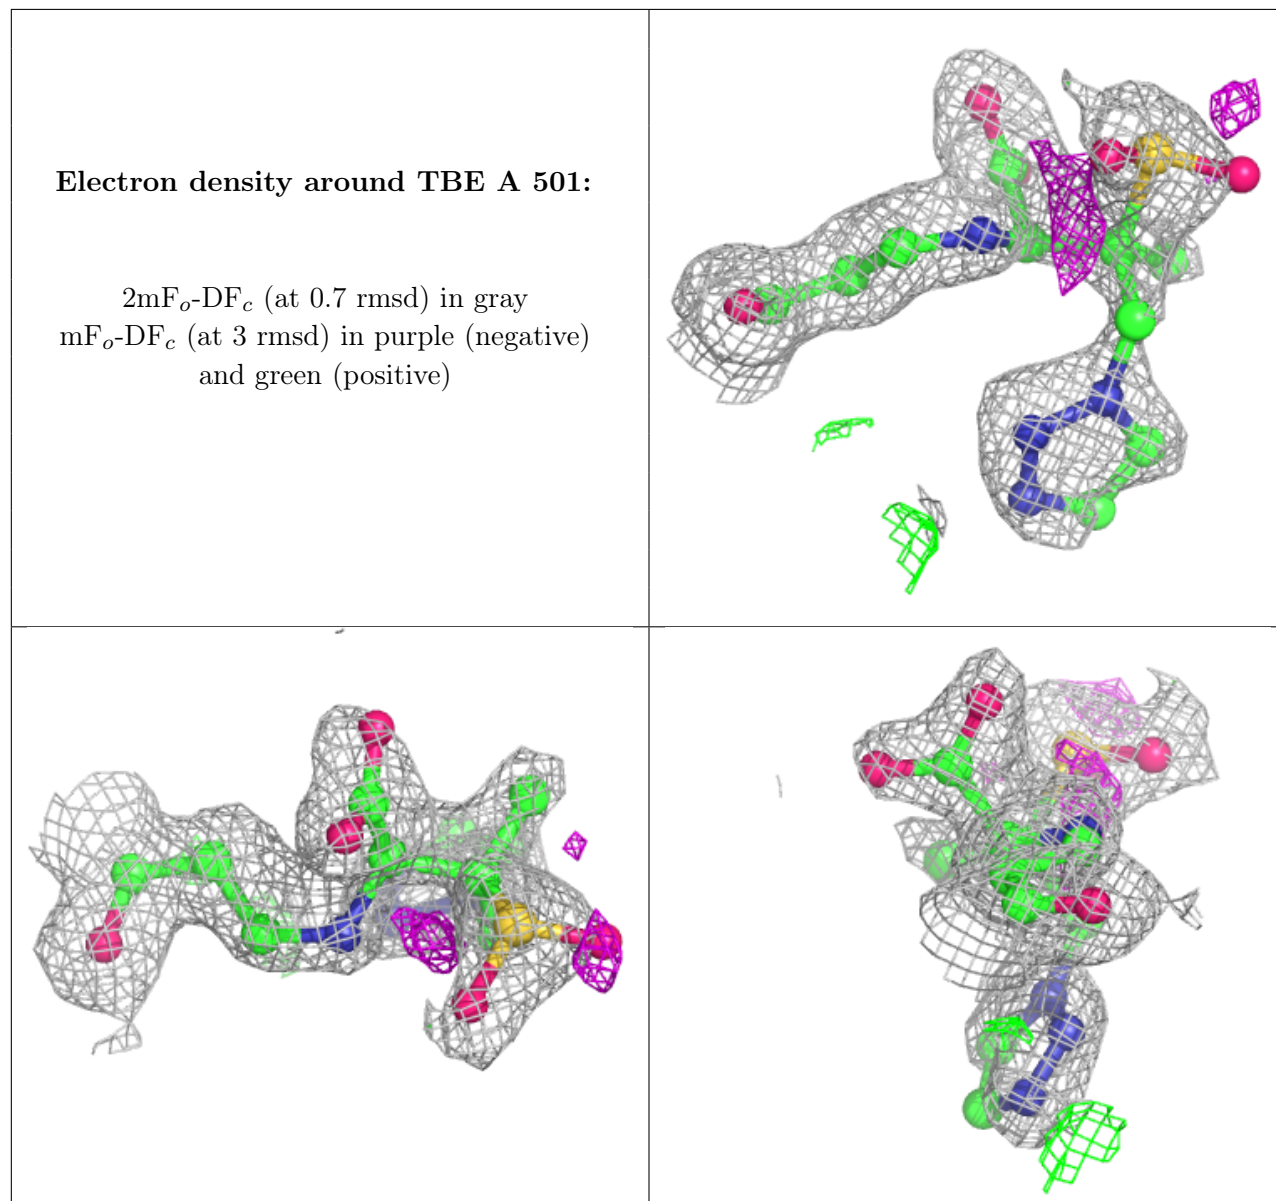 Electron density around TBE A 501:
2mFₒ-DF𝒸 (at 0.7 rmsd) in gray
mFₒ-DF𝒸 (at 3 rmsd) in purple (negative)
and green (positive)